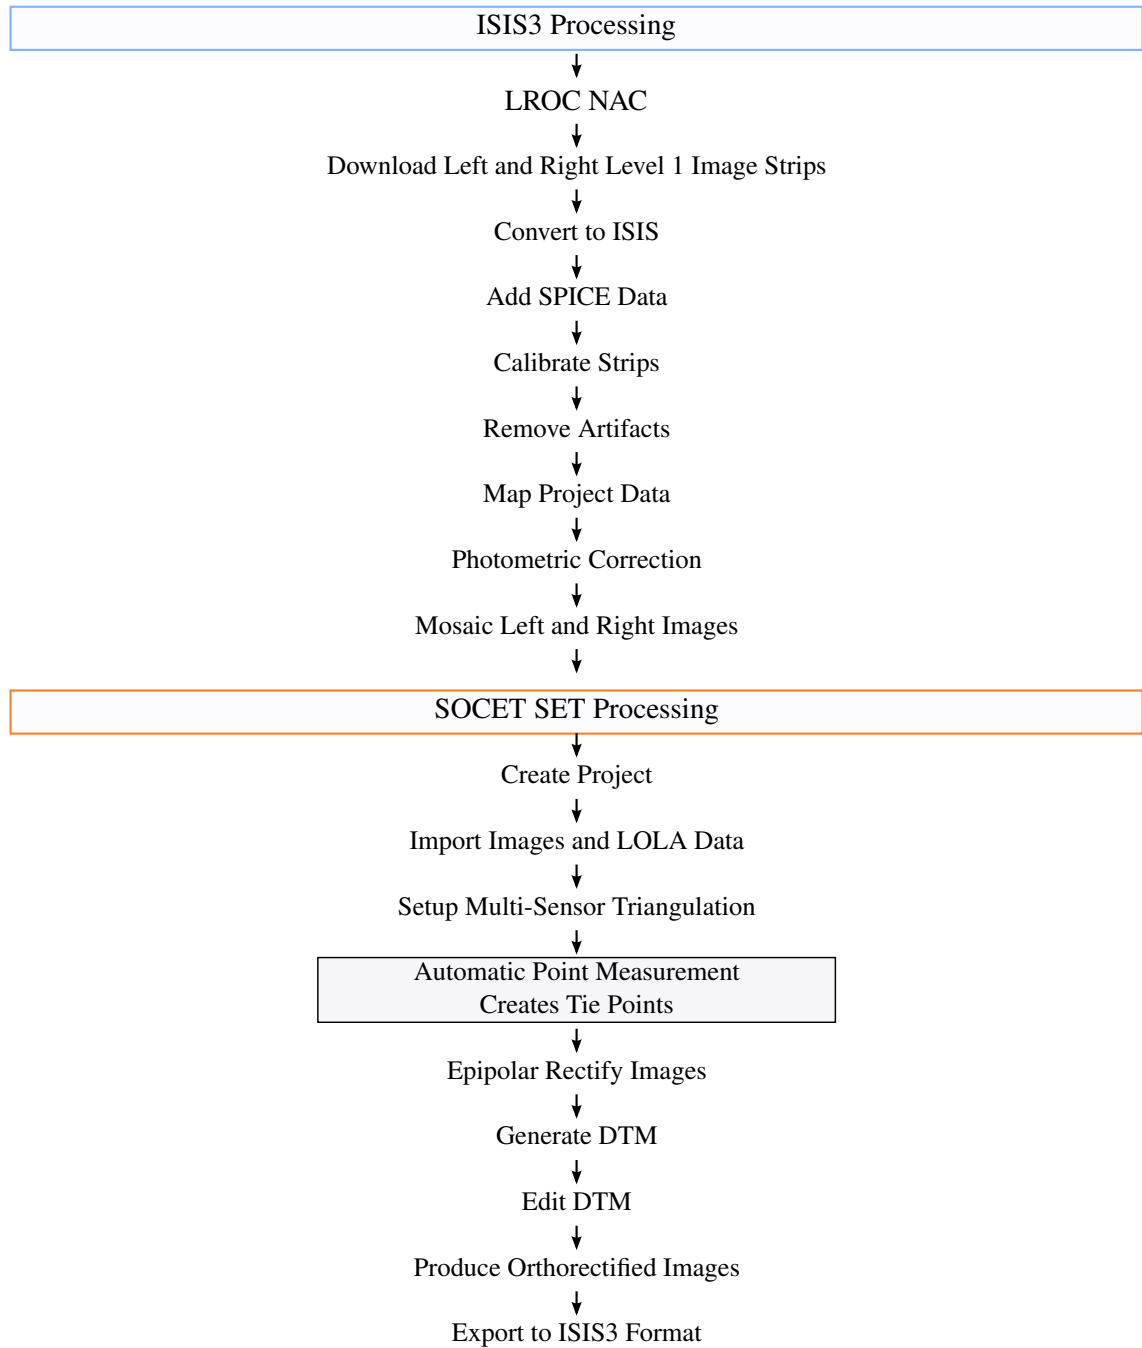 ISIS3 Processing
LROC NAC
Download Left and Right Level 1 Image Strips
Convert to ISIS
Add SPICE Data
Calibrate Strips
Remove Artifacts
Map Project Data
Photometric Correction
Mosaic Left and Right Images
SOCET SET Processing
Create Project
Import Images and LOLA Data
Setup Multi-Sensor Triangulation
Automatic Point Measurement
Creates Tie Points
Epipolar Rectify Images
Generate DTM
Edit DTM
Produce Orthorectified Images
Export to ISIS3 Format